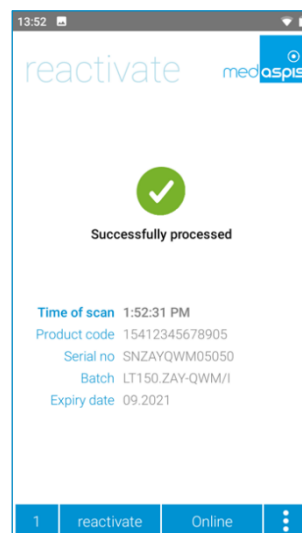 13:52
reactivate
medaspis
Successfully processed
Time of scan 1:52:31 PM
Product code 15412345678905
Serial no SNZAYQWM05050
Batch LT150.ZAY-QWM/I
Expiry date 09.2021
1 reactivate Online